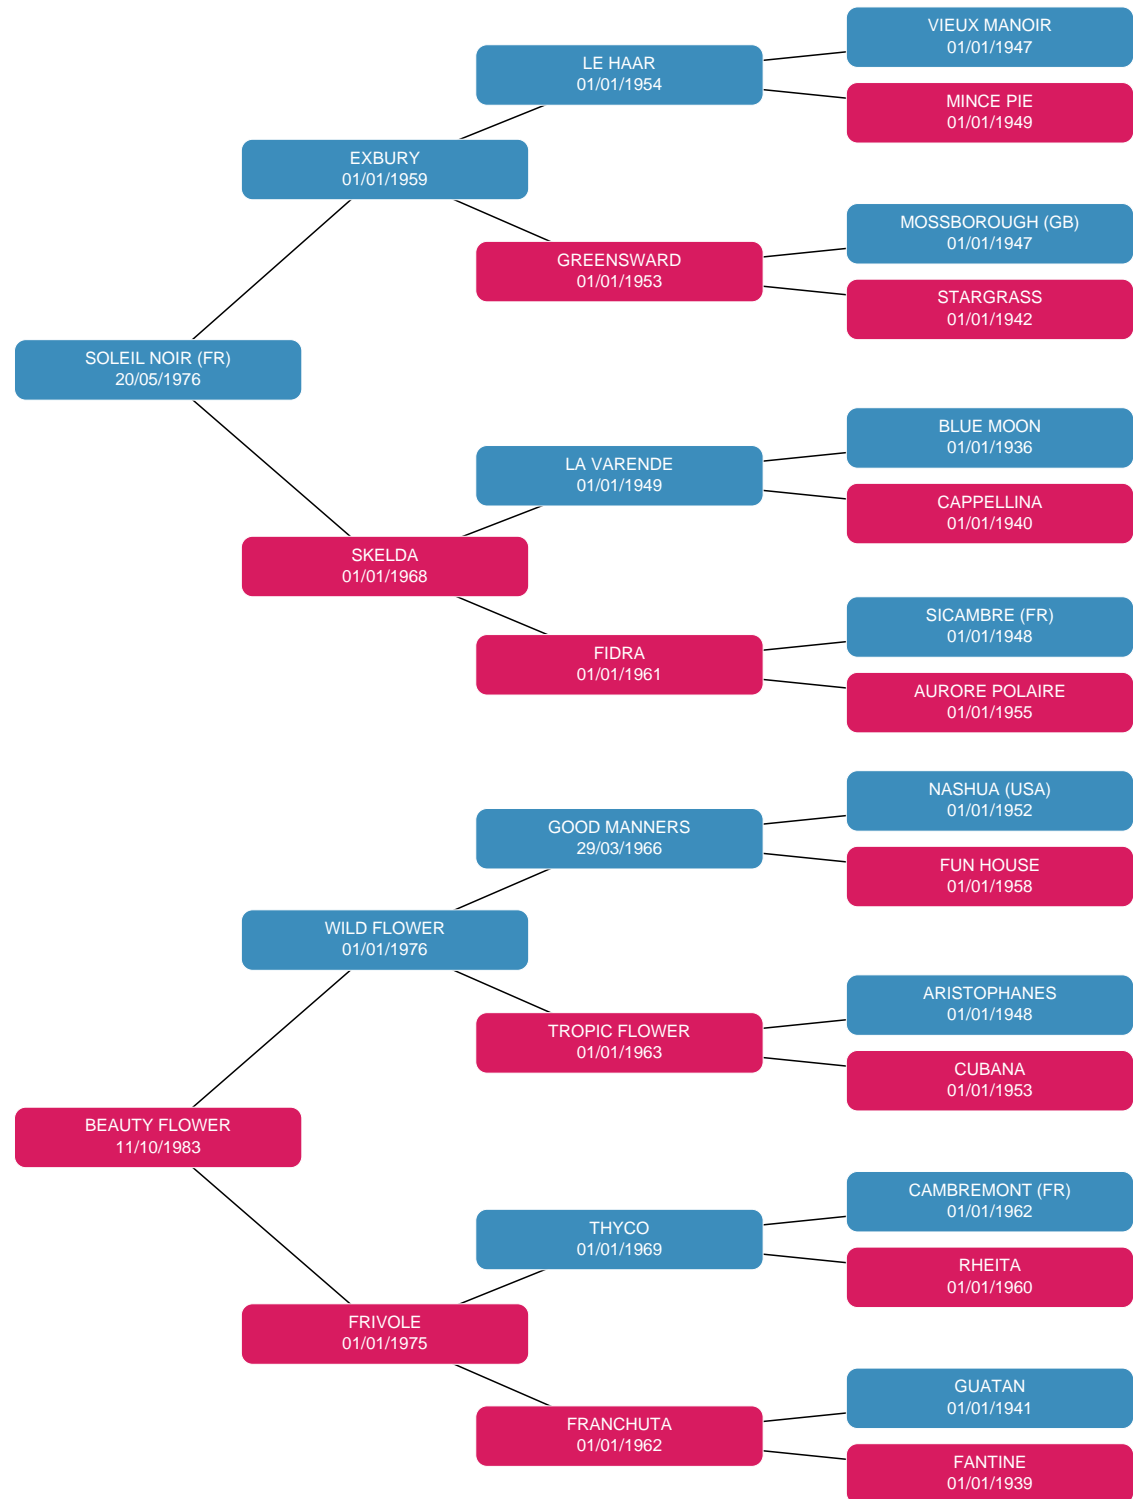 VIEUX MANOIR
01/01/1947
LE HAAR
01/01/1954
MINCE PIE
01/01/1949
EXBURY
01/01/1959
MOSSBOROUGH (GB)
01/01/1947
GREENSWARD
01/01/1953
STARGRASS
01/01/1942
SOLEIL NOIR (FR)
20/05/1976
BLUE MOON
01/01/1936
LA VARENDE
01/01/1949
CAPPELLINA
01/01/1940
SKELDA
01/01/1968
SICAMBRE (FR)
01/01/1948
FIDRA
01/01/1961
AURORE POLAIRE
01/01/1955
NASHUA (USA)
01/01/1952
GOOD MANNERS
29/03/1966
FUN HOUSE
01/01/1958
WILD FLOWER
01/01/1976
ARISTOPHANES
01/01/1948
TROPIC FLOWER
01/01/1963
CUBANA
01/01/1953
BEAUTY FLOWER
11/10/1983
CAMBREMONT (FR)
01/01/1962
THYCO
01/01/1969
RHEITA
01/01/1960
FRIVOLE
01/01/1975
GUATAN
01/01/1941
FRANCHUTA
01/01/1962
FANTINE
01/01/1939